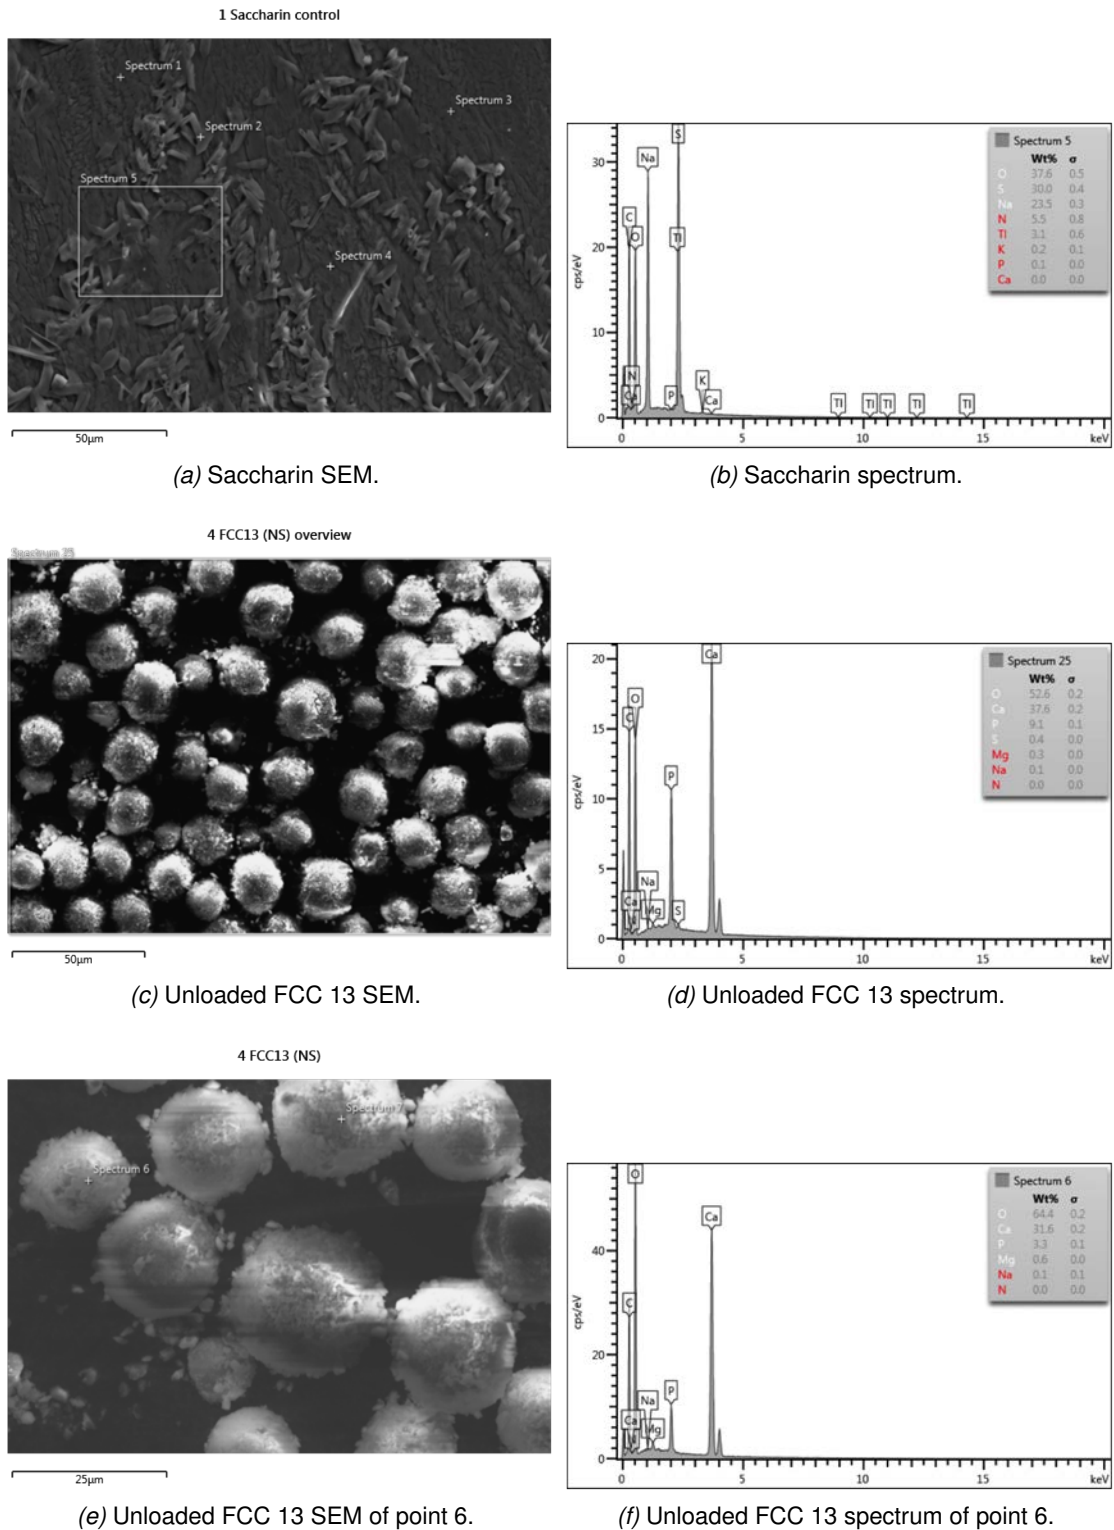 1 Saccharin control
Spectrum 1
Spectrum 3
Spectrum 2
Spectrum 5
Spectrum 4
50µm
(a) Saccharin SEM.
S
Na
C
O
Tl
N
Ca
P
K
Ca
Tl
Tl
Tl
Tl
Tl
30
20
10
0
cps/eV
0 5 10 15 keV
Spectrum 5
Wt% σ
O 37.6 0.5
S 30.0 0.4
Na 23.5 0.3
N 5.5 0.8
Tl 3.1 0.6
K 0.2 0.1
P 0.1 0.0
Ca 0.0 0.0
(b) Saccharin spectrum.
4 FCC13 (NS) overview
Spectrum 25
50µm
(c) Unloaded FCC 13 SEM.
Ca
O
C
P
Na
Ca
Mg
N
S
20
15
10
5
0
cps/eV
0 5 10 15 keV
Spectrum 25
Wt% σ
O 52.6 0.2
Ca 37.6 0.2
P 9.1 0.1
S 0.4 0.0
Mg 0.3 0.0
Na 0.1 0.0
N 0.0 0.0
(d) Unloaded FCC 13 spectrum.
4 FCC13 (NS)
Spectrum 7
Spectrum 6
25µm
(e) Unloaded FCC 13 SEM of point 6.
O
Ca
C
Na
P
Ca
Mg
N
40
20
0
cps/eV
0 5 10 15 keV
Spectrum 6
Wt% σ
O 64.4 0.2
Ca 31.6 0.2
P 3.3 0.1
Mg 0.6 0.0
Na 0.1 0.1
N 0.0 0.0
(f) Unloaded FCC 13 spectrum of point 6.